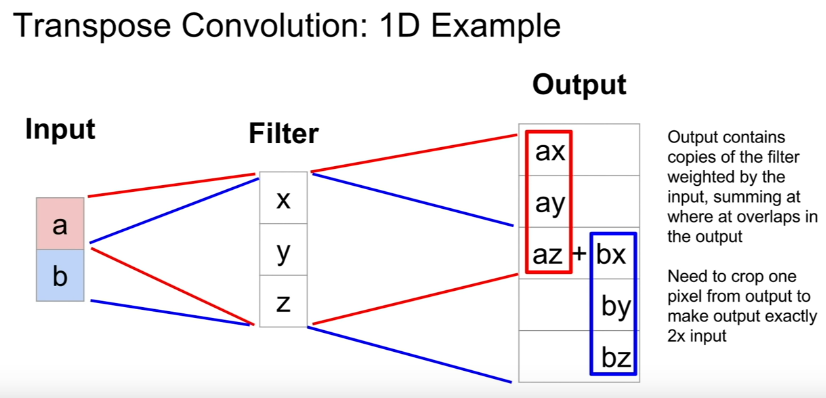 Transpose Convolution: 1D Example
Input
Filter
Output
a
b
x
y
z
ax
ay
az + bx
by
bz
Output contains
copies of the filter
weighted by the
input, summing at
where at overlaps in
the output
Need to crop one
pixel from output to
make output exactly
2x input